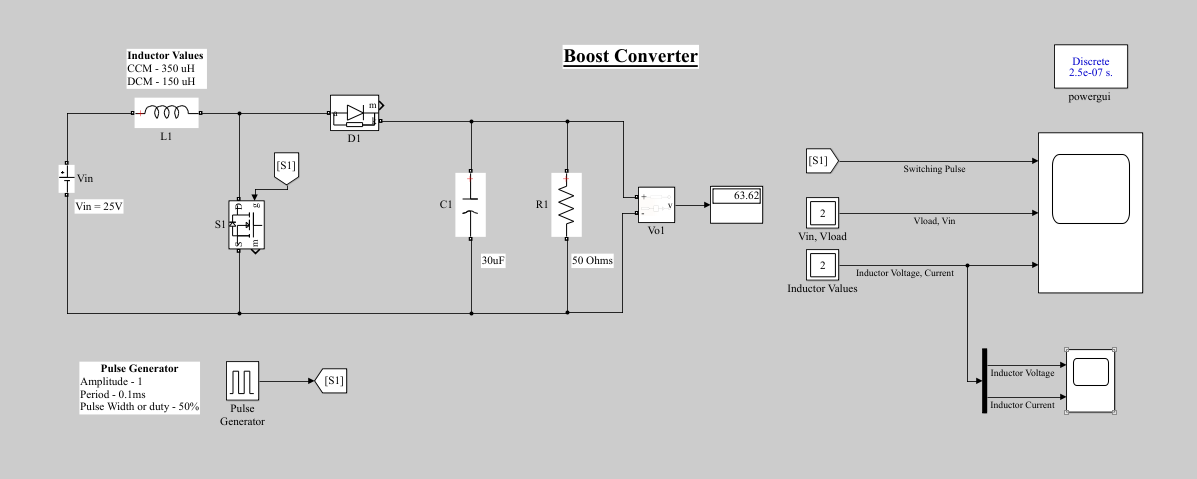 Boost Converter
Inductor Values
CCM - 350 uH
DCM - 150 uH
Discrete
2.5e-07 s.
powergui
+
L1
a
m
k
D1
[S1]
Vin
Vin = 25V
D
g
S1
S
m
C1
30uF
R1
50 Ohms
+
-
v
Vo1
63.62
[S1]
Switching Pulse
2
Vin, Vload
Vload, Vin
2
Inductor Values
Inductor Voltage, Current
Inductor Voltage
Inductor Current
Pulse Generator
Amplitude - 1
Period - 0.1ms
Pulse Width or duty - 50%
Pulse
Generator
[S1]